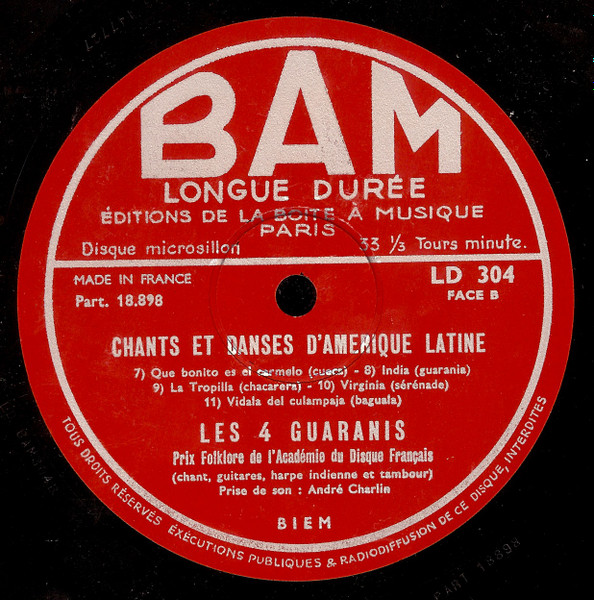 BAM
LONGUE DURÉE
ÉDITIONS DE LA BOITE À MUSIQUE
PARIS
Disque microsillon
33 ⅓ Tours minute.
MADE IN FRANCE
Part. 18.898
LD 304
FACE B
CHANTS ET DANSES D'AMERIQUE LATINE
7) Que bonito es el carmelo (cueca) - 8) India (guarania)
9) La Tropilla (chacarera) - 10) Virginia (sérénade)
11) Vidala del culampaja (baguala)
LES 4 GUARANIS
Prix Folklore de l'Académie du Disque Français
(chant, guitares, harpe indienne et tambour)
Prise de son : André Charlin
BIEM
TOUS DROITS RÉSERVÉS EXÉCUTIONS PUBLIQUES & RADIODIFFUSION DE CE DISQUE, INTERDITES
PART 18898